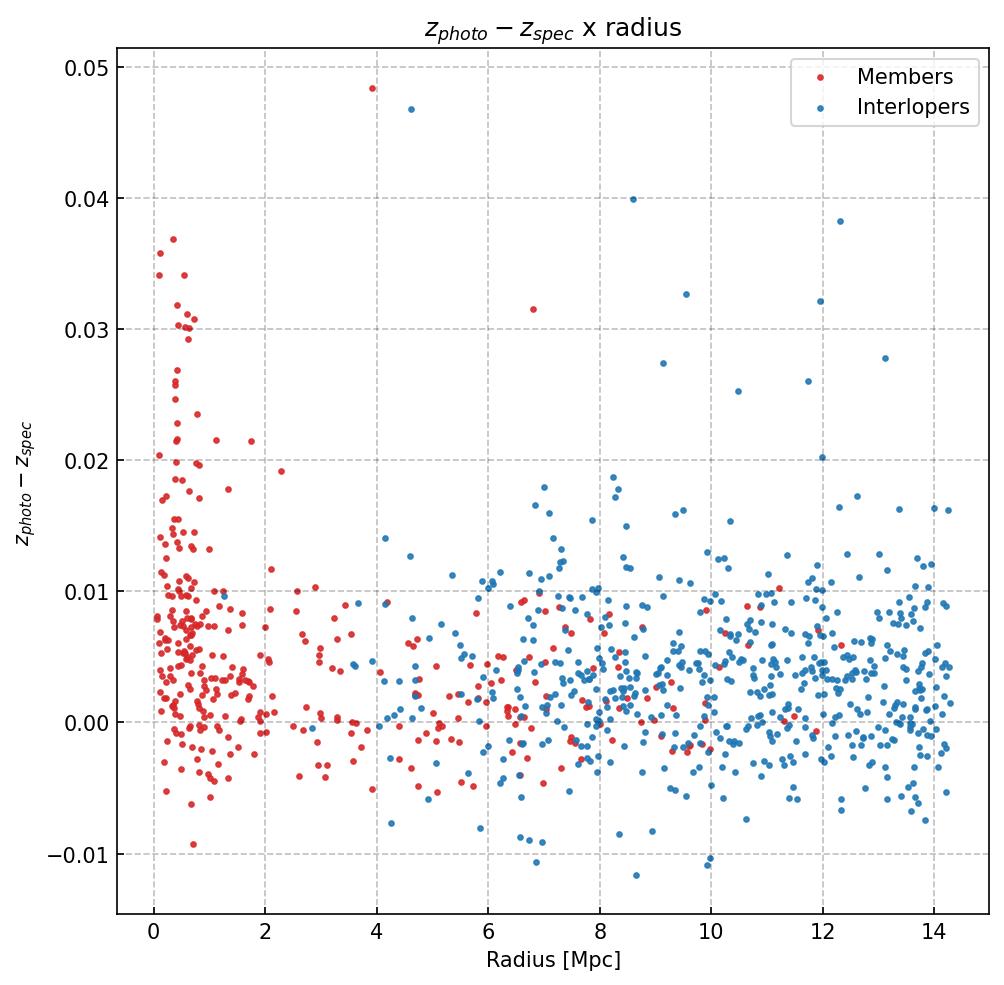 z_photo − z_spec x radius
Members
Interlopers
0.05
0.04
0.03
0.02
0.01
0.00
−0.01
z_photo − z_spec
0 2 4 6 8 10 12 14
Radius [Mpc]